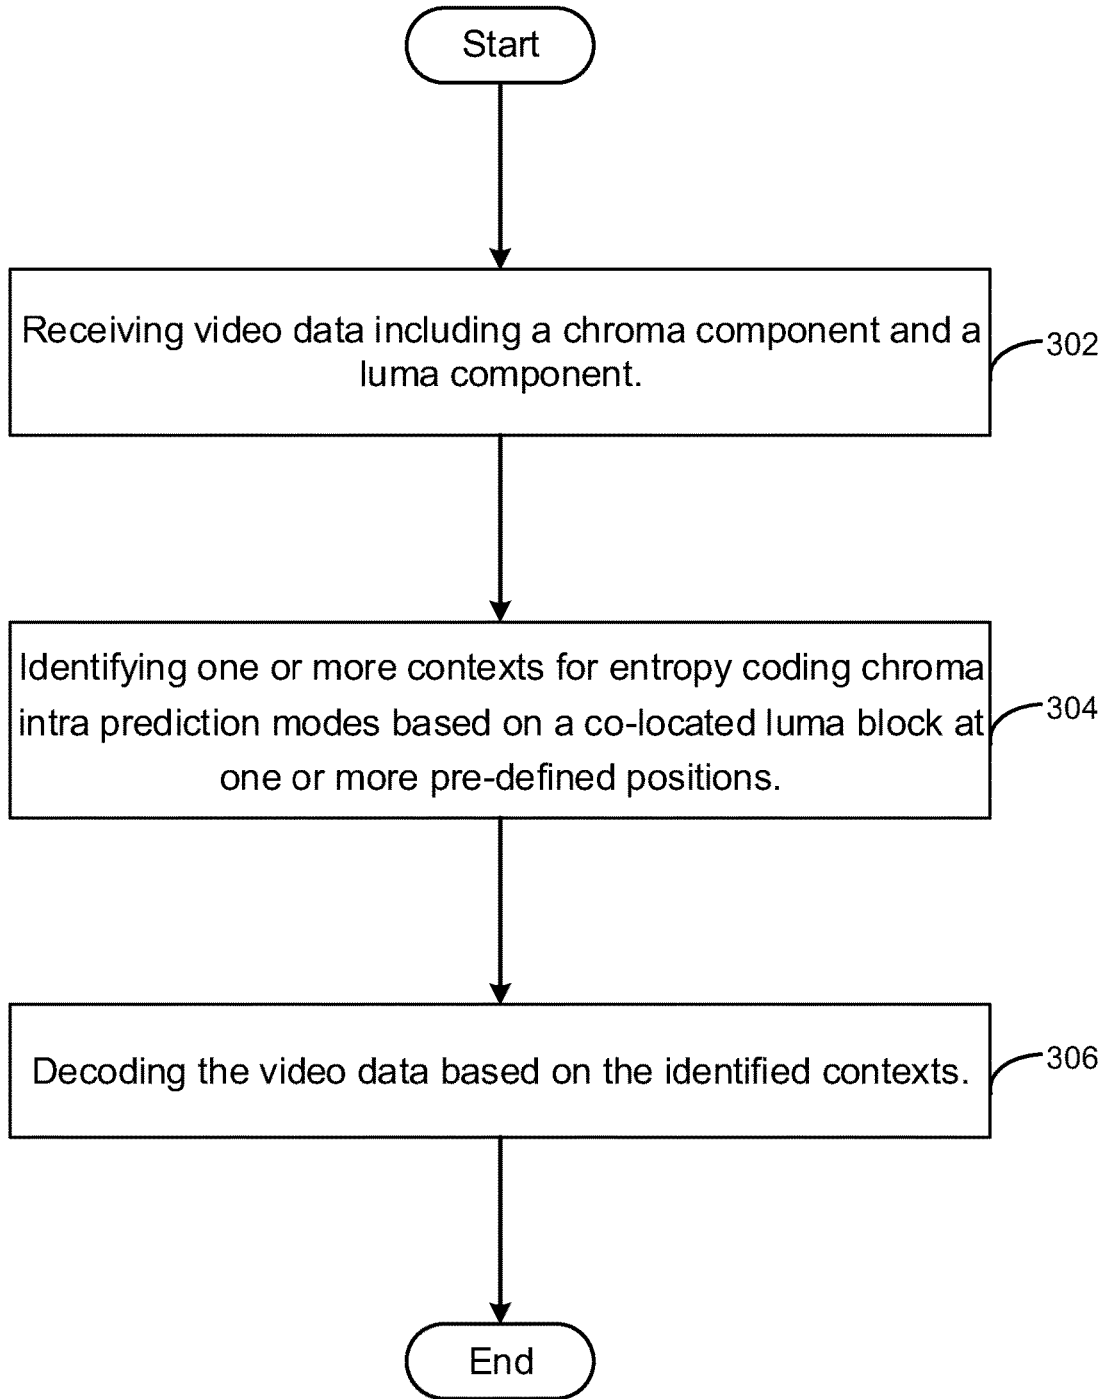 Start
Receiving video data including a chroma component and a
luma component.
302
Identifying one or more contexts for entropy coding chroma
intra prediction modes based on a co-located luma block at
one or more pre-defined positions.
304
Decoding the video data based on the identified contexts.
306
End